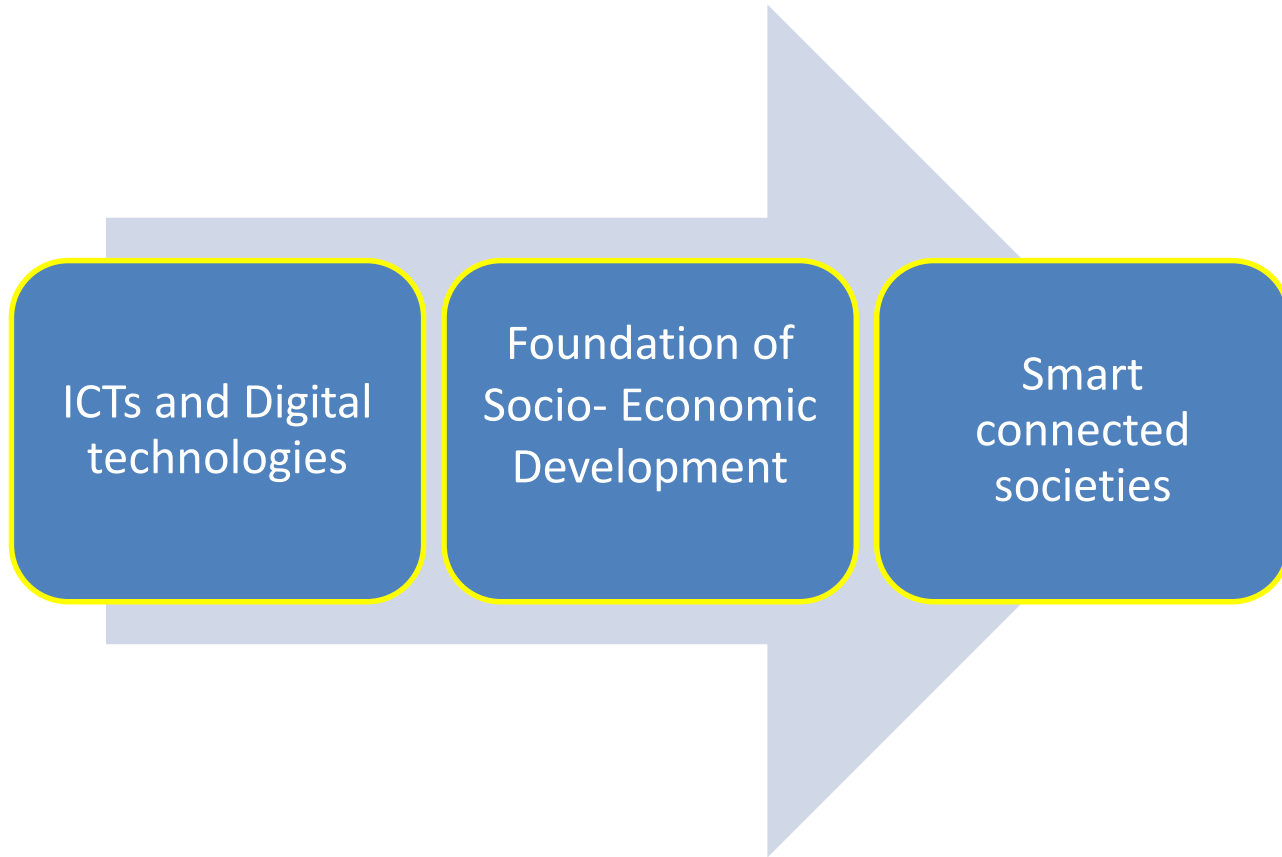 ICTs and Digital
technologies
Foundation of
Socio- Economic
Development
Smart
connected
societies